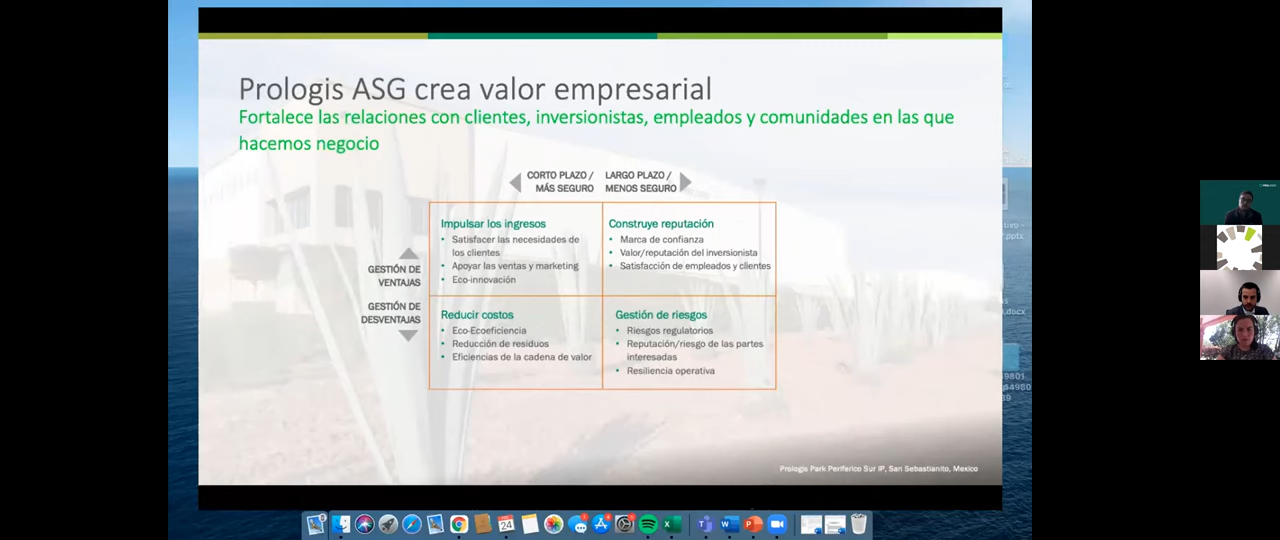 Prologis ASG crea valor empresarial
Fortalece las relaciones con clientes, inversionistas, empleados y comunidades en las que
hacemos negocio
CORTO PLAZO /
MÁS SEGURO
LARGO PLAZO /
MENOS SEGURO
GESTIÓN DE
VENTAJAS
GESTIÓN DE
DESVENTAJAS
Impulsar los ingresos
• Satisfacer las necesidades de
los clientes
• Apoyar las ventas y marketing
• Eco-innovación
Construye reputación
• Marca de confianza
• Valor/reputación del inversionista
• Satisfacción de empleados y clientes
Reducir costos
• Eco-Ecoeficiencia
• Reducción de residuos
• Eficiencias de la cadena de valor
Gestión de riesgos
• Riesgos regulatorios
• Reputación/riesgo de las partes
interesadas
• Resiliencia operativa
Prologis Park Periferico Sur IP, San Sebastianito, Mexico
.pptx
.docx
24